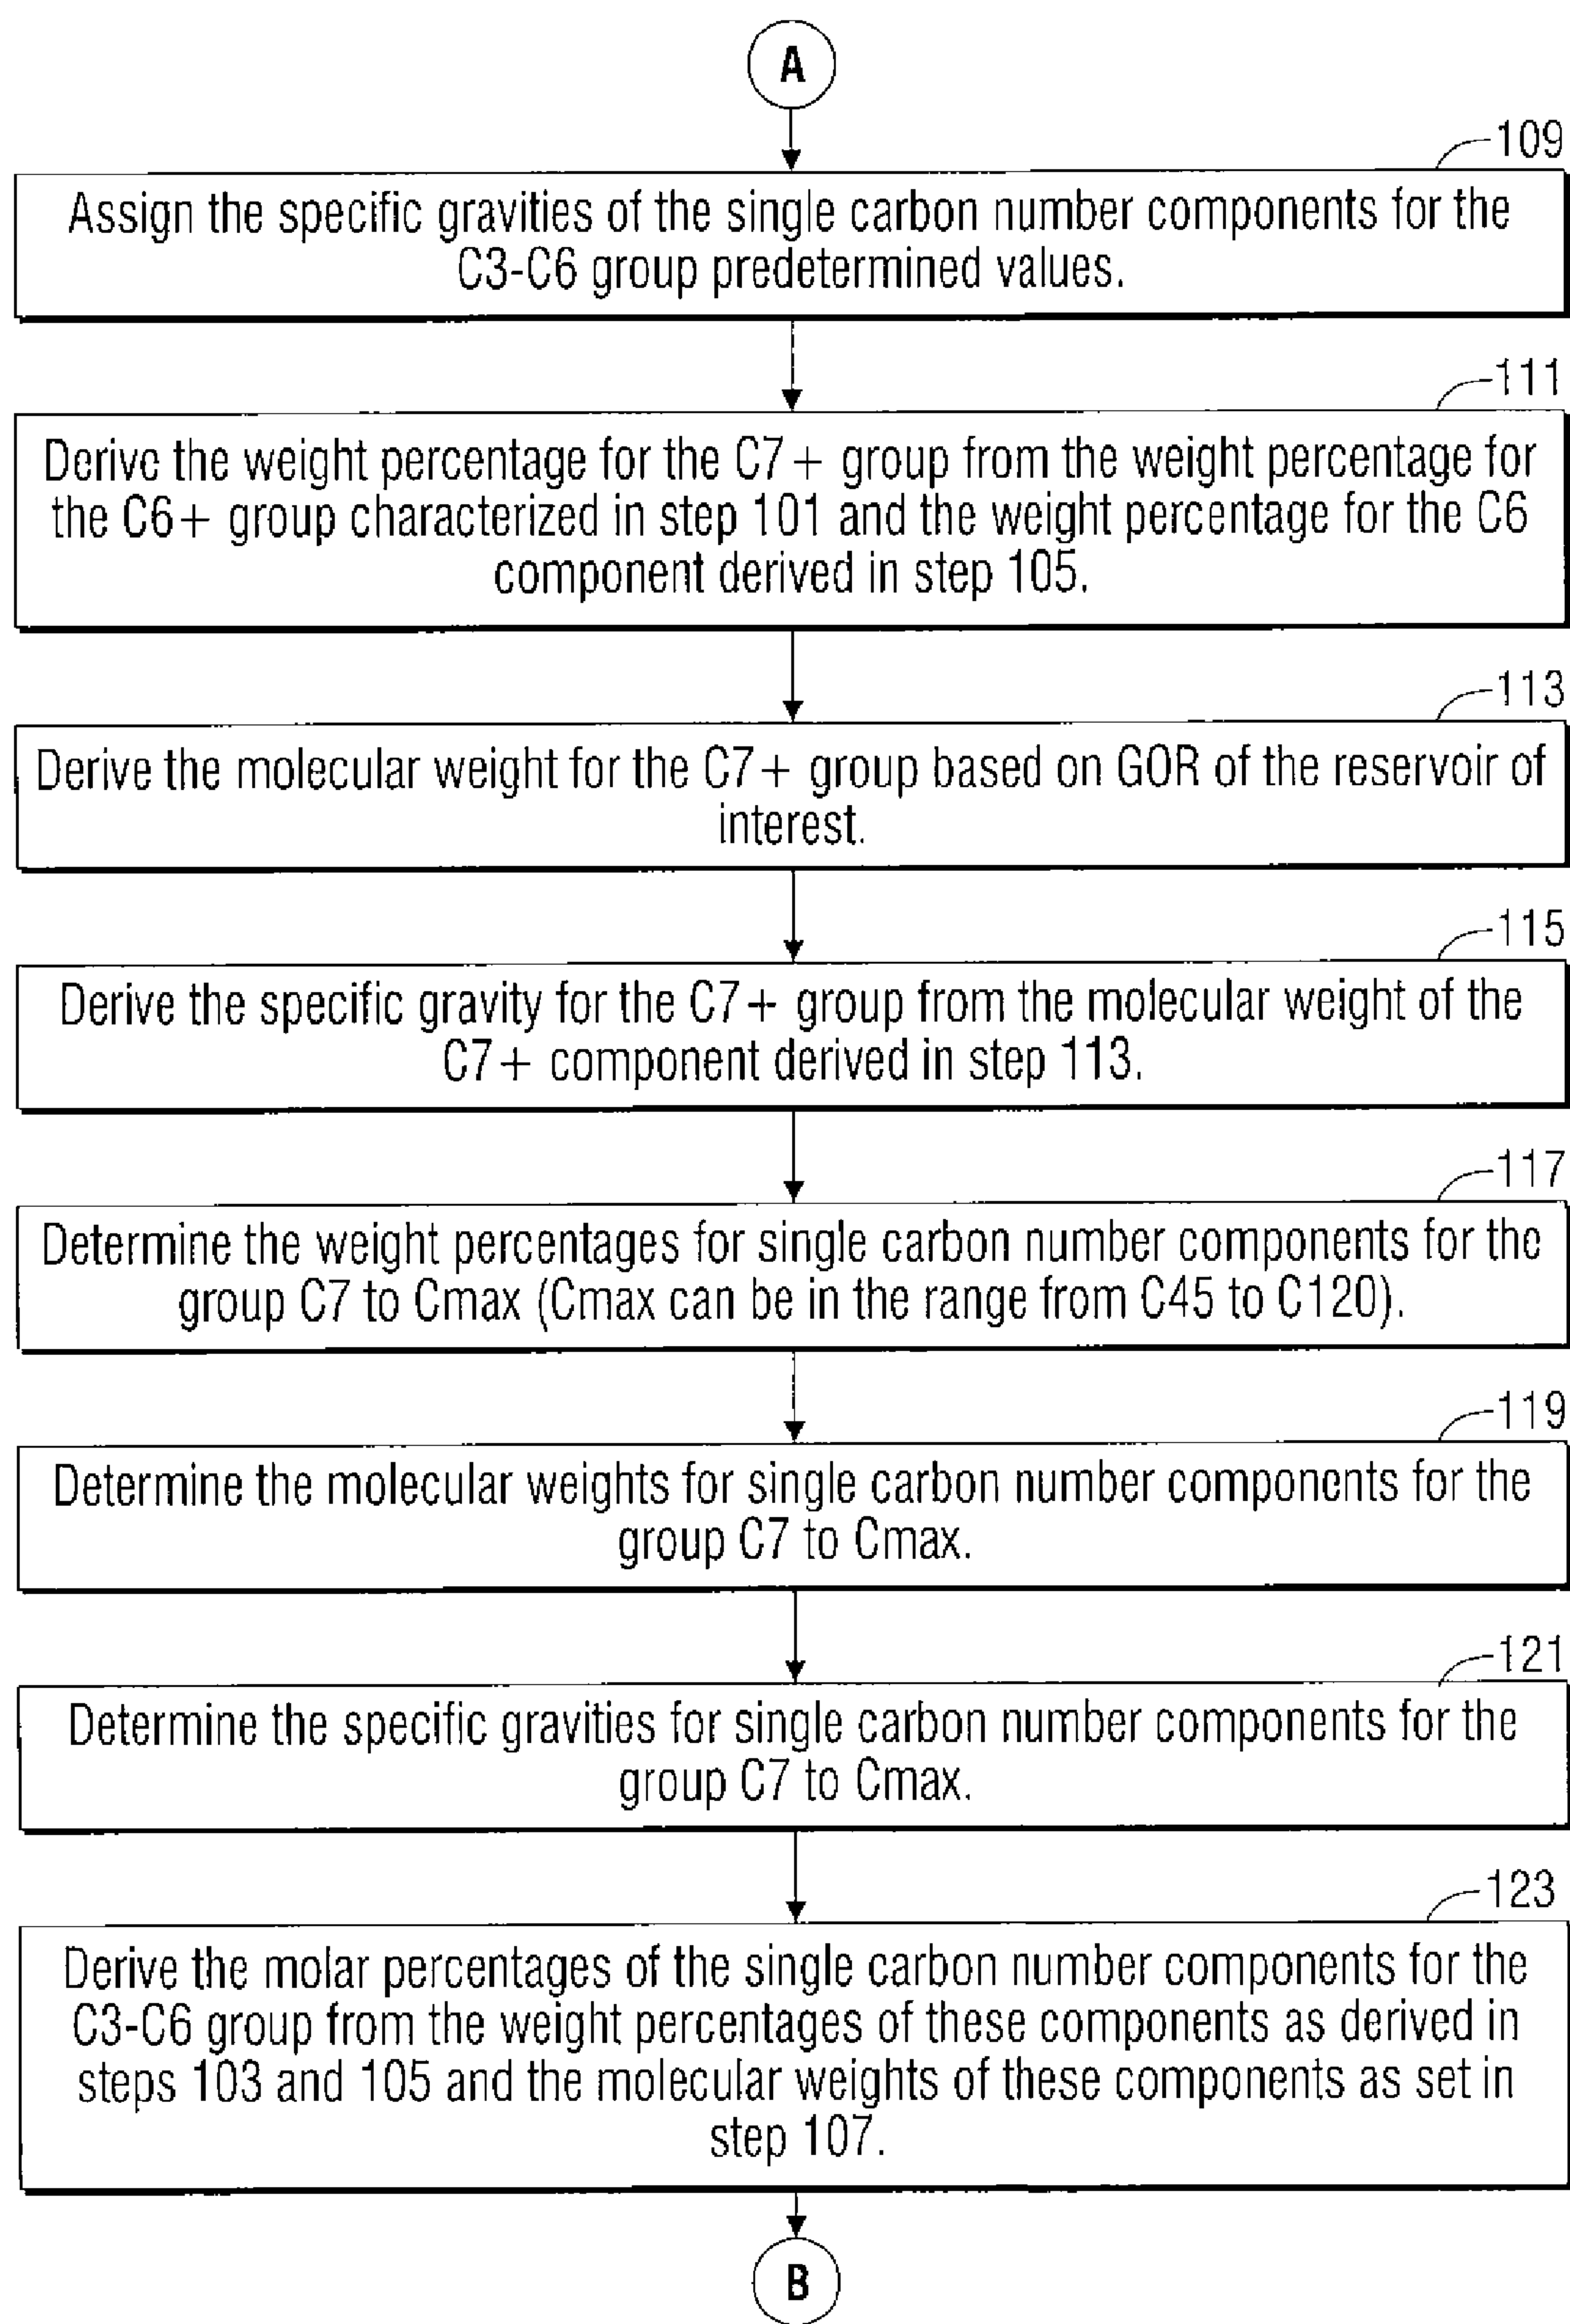 A
109
Assign the specific gravities of the single carbon number components for the
C3-C6 group predetermined values.
111
Derive the weight percentage for the C7+ group from the weight percentage for
the C6+ group characterized in step 101 and the weight percentage for the C6
component derived in step 105.
113
Derive the molecular weight for the C7+ group based on GOR of the reservoir of
interest.
115
Derive the specific gravity for the C7+ group from the molecular weight of the
C7+ component derived in step 113.
117
Determine the weight percentages for single carbon number components for the
group C7 to Cmax (Cmax can be in the range from C45 to C120).
119
Determine the molecular weights for single carbon number components for the
group C7 to Cmax.
121
Determine the specific gravities for single carbon number components for the
group C7 to Cmax.
123
Derive the molar percentages of the single carbon number components for the
C3-C6 group from the weight percentages of these components as derived in
steps 103 and 105 and the molecular weights of these components as set in
step 107.
B